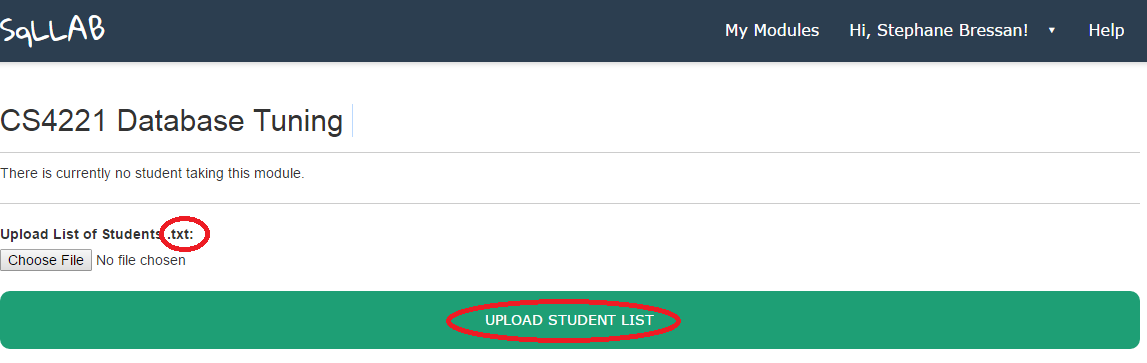 SqLLAB
My Modules Hi, Stephane Bressan! ▼ Help
CS4221 Database Tuning
There is currently no student taking this module.
Upload List of Students .txt:
Choose File No file chosen
UPLOAD STUDENT LIST